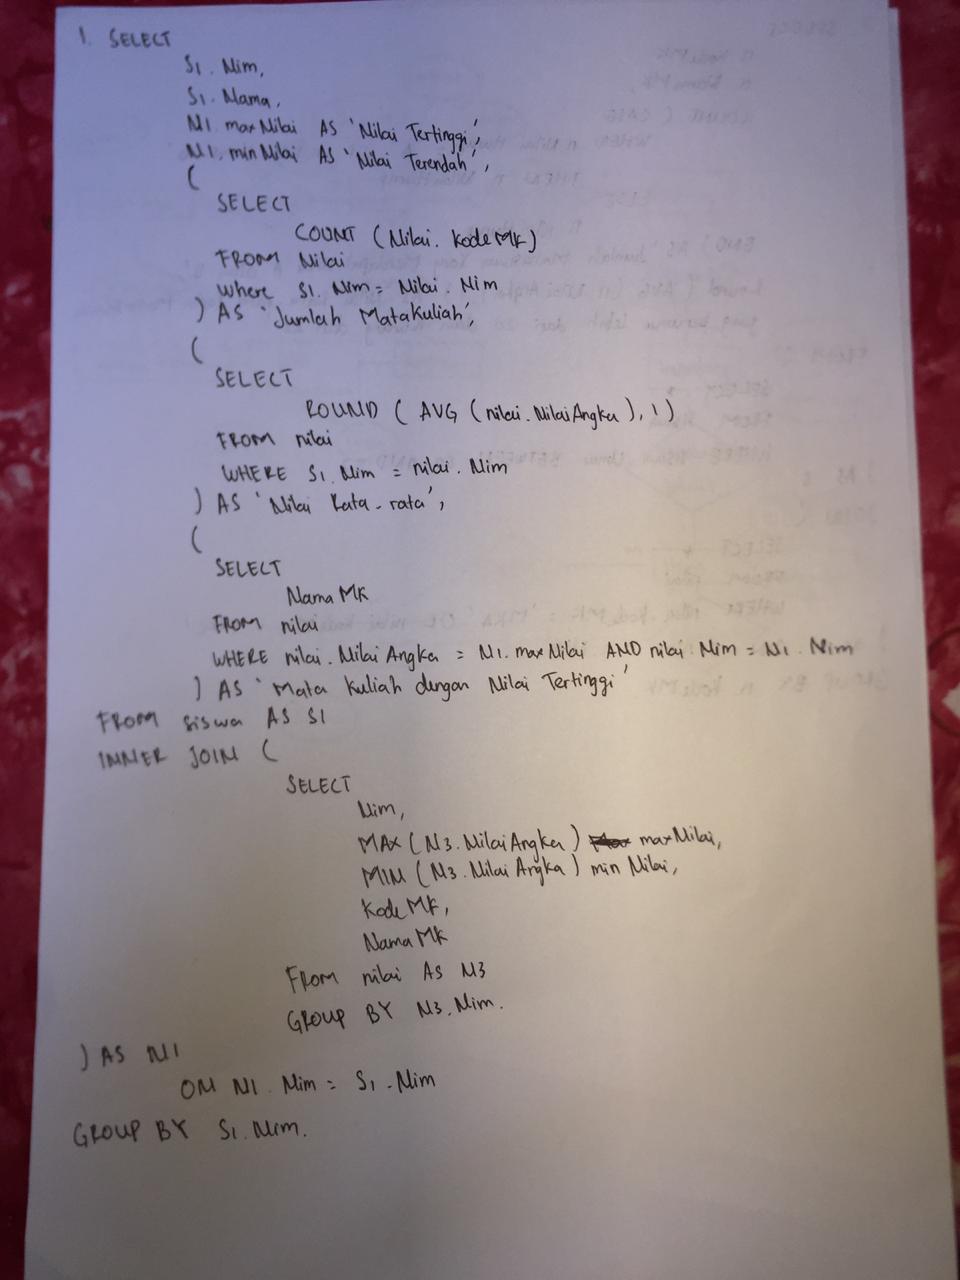 1. SELECT
S1. Nim,
S1. Nama,
N1. maxNilai AS 'Nilai Tertinggi',
N1. minNilai AS 'Nilai Terendah',
(
SELECT
COUNT (Nilai. KodeMK)
FROM Nilai
Where S1. Nim = Nilai. Nim
) AS 'Jumlah MataKuliah',
(
SELECT
ROUND ( AVG (nilai. NilaiAngka), 1)
FROM nilai
WHERE S1. Nim = nilai. Nim
) AS 'Nilai Rata-rata',
(
SELECT
NamaMK
FROM nilai
WHERE nilai. NilaiAngka = N1. maxNilai AND nilai. Nim = N1. Nim
) AS 'Mata Kuliah dengan Nilai Tertinggi'
FROM siswa AS S1
INNER JOIN (
SELECT
Nim,
MAX (N3. NilaiAngka) maxNilai,
MIN (N3. NilaiAngka) minNilai,
KodeMK,
NamaMK
FROM nilai AS N3
GROUP BY N3. Nim.
) AS N1
ON N1. Nim = S1. Nim
GROUP BY S1. Nim.